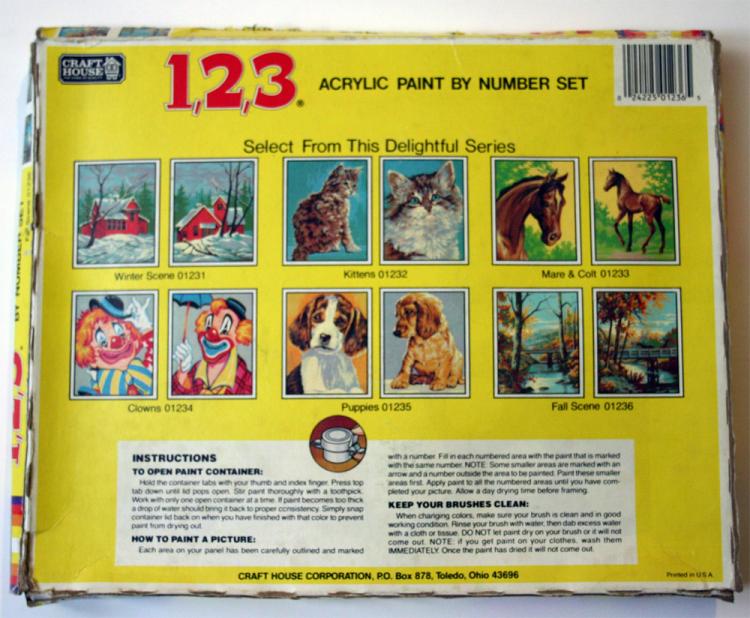 CRAFT
HOUSE
1,2,3® ACRYLIC PAINT BY NUMBER SET
8 24225 01236 5
Select From This Delightful Series
Winter Scene 01231
Kittens 01232
Mare & Colt 01233
Clowns 01234
Puppies 01235
Fall Scene 01236
INSTRUCTIONS
TO OPEN PAINT CONTAINER:
Hold the container tabs with your thumb and index finger. Press top
tab down until lid pops open. Stir paint thoroughly with a toothpick.
Work with only one open container at a time. If paint becomes too thick
a drop of water should bring it back to proper consistency. Simply snap
container lid back on when you have finished with that color to prevent
paint from drying out.
HOW TO PAINT A PICTURE:
Each area on your panel has been carefully outlined and marked
with a number. Fill in each numbered area with the paint that is marked
with the same number. NOTE: Some smaller areas are marked with an
arrow and a number outside the area to be painted. Paint these smaller
areas first. Apply paint to all the numbered areas until you have com-
pleted your picture. Allow a day drying time before framing.
KEEP YOUR BRUSHES CLEAN:
When changing colors, make sure your brush is clean and in good
working condition. Rinse your brush with water, then dab excess water
with a cloth or tissue. DO NOT let paint dry on your brush or it will not
come out. NOTE: if you get paint on your clothes, wash them
IMMEDIATELY. Once the paint has dried it will not come out.
CRAFT HOUSE CORPORATION, P.O. Box 878, Toledo, Ohio 43696
Printed in U.S.A.
1,2,3® BY NUMBER SET